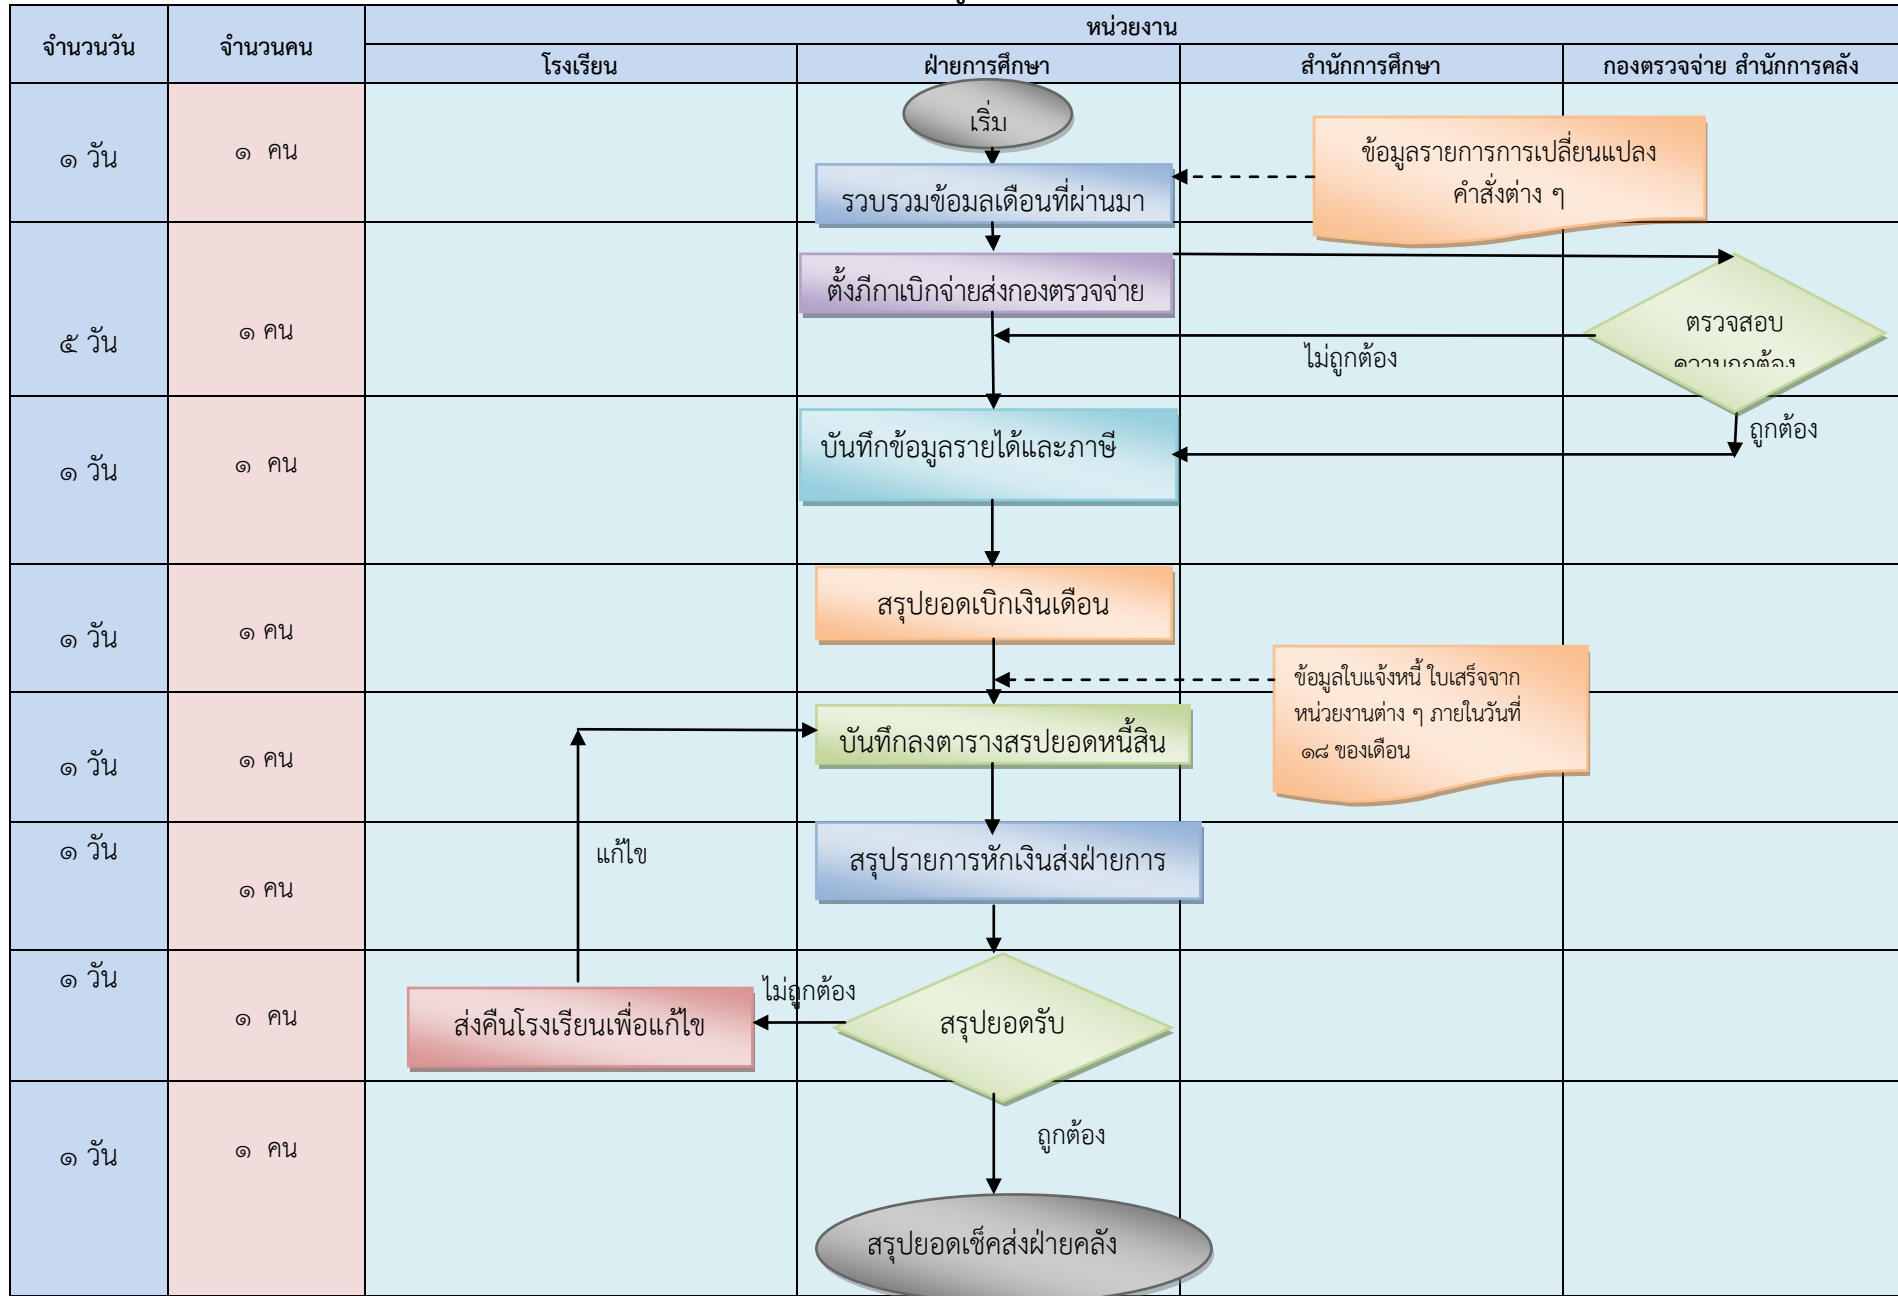 หน่วยงาน
จำนวนวัน
จำนวนคน
โรงเรียน
ฝ่ายการศึกษา
สำนักการศึกษา
กองตรวจจ่าย สำนักการคลัง
เริ่ม
๑ วัน
๑ คน
ข้อมูลรายการการเปลี่ยนแปลง
คำสั่งต่าง ๆ
รวบรวมข้อมูลเดือนที่ผ่านมา
ตั้งฎีกาเบิกจ่ายส่งกองตรวจจ่าย
๕ วัน
๑ คน
ตรวจสอบ
ความถูกต้อง
ไม่ถูกต้อง
ถูกต้อง
บันทึกข้อมูลรายได้และภาษี
๑ วัน
๑ คน
สรุปยอดเบิกเงินเดือน
๑ วัน
๑ คน
ข้อมูลใบแจ้งหนี้ ใบเสร็จจาก
หน่วยงานต่าง ๆ ภายในวันที่
๑๘ ของเดือน
บันทึกลงตารางสรุปยอดหนี้สิน
๑ วัน
๑ คน
๑ วัน
แก้ไข
สรุปรายการหักเงินส่งฝ่ายการ
๑ คน
๑ วัน
ไม่ถูกต้อง
๑ คน
ส่งคืนโรงเรียนเพื่อแก้ไข
สรุปยอดรับ
๑ วัน
๑ คน
ถูกต้อง
สรุปยอดเช็คส่งฝ่ายคลัง